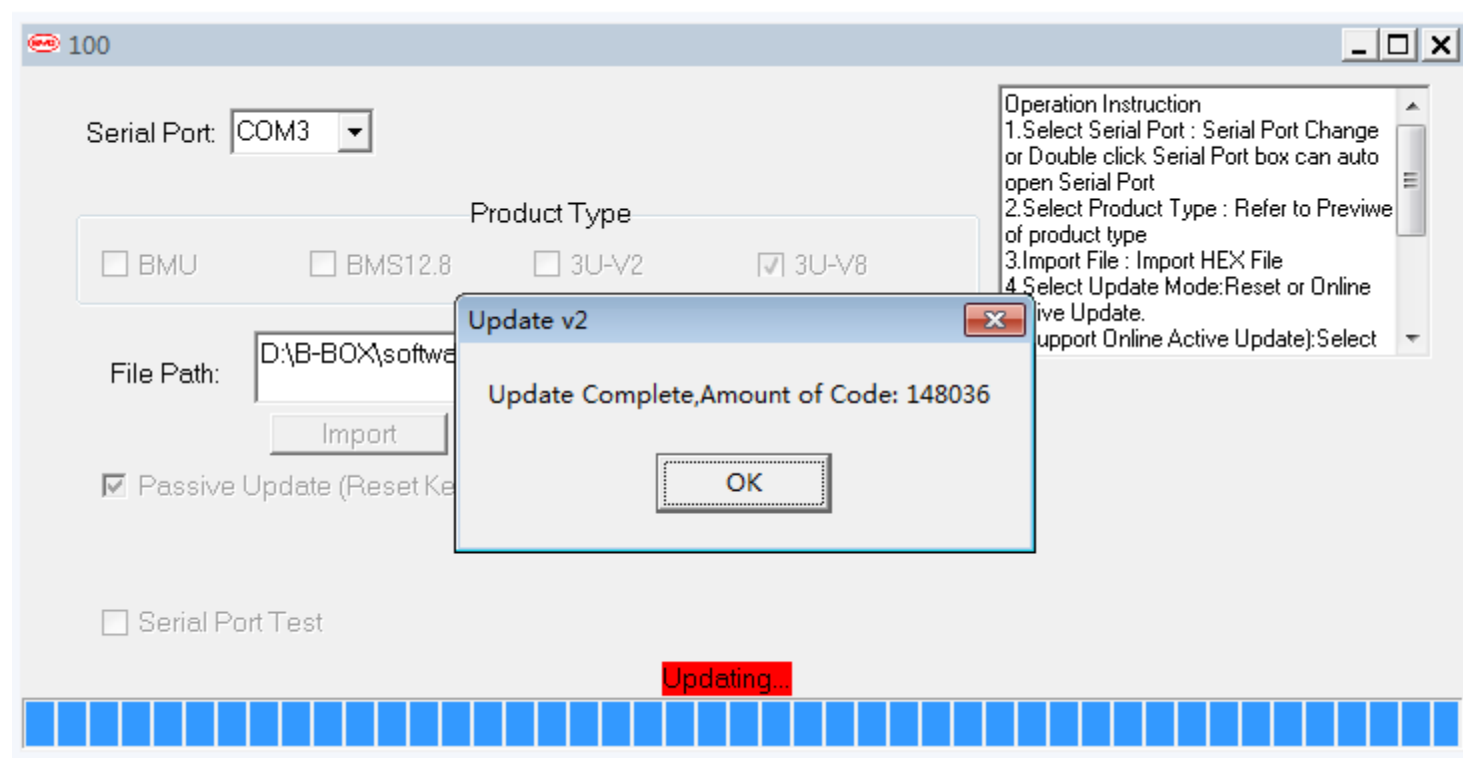 100
Serial Port: COM3
Product Type
BMU
BMS12.8
3U-V2
3U-V8
File Path:
D:\B-BOX\softwa
Import
Passive Update (Reset Ke
Serial Port Test
Operation Instruction
1.Select Serial Port : Serial Port Change
or Double click Serial Port box can auto
open Serial Port
2.Select Product Type : Refer to Previwe
of product type
3.Import File : Import HEX File
4.Select Update Mode:Reset or Online
ive Update.
upport Online Active Update):Select
Update v2
Update Complete,Amount of Code: 148036
OK
Updating...